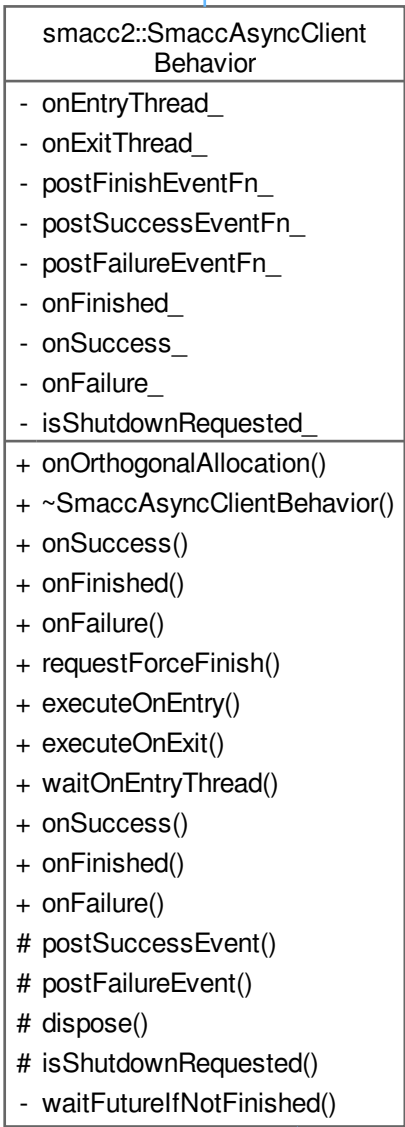 smacc2::SmaccAsyncClient
Behavior
- onEntryThread_
- onExitThread_
- postFinishEventFn_
- postSuccessEventFn_
- postFailureEventFn_
- onFinished_
- onSuccess_
- onFailure_
- isShutdownRequested_
+ onOrthogonalAllocation()
+ ~SmaccAsyncClientBehavior()
+ onSuccess()
+ onFinished()
+ onFailure()
+ requestForceFinish()
+ executeOnEntry()
+ executeOnExit()
+ waitOnEntryThread()
+ onSuccess()
+ onFinished()
+ onFailure()
# postSuccessEvent()
# postFailureEvent()
# dispose()
# isShutdownRequested()
- waitFutureIfNotFinished()